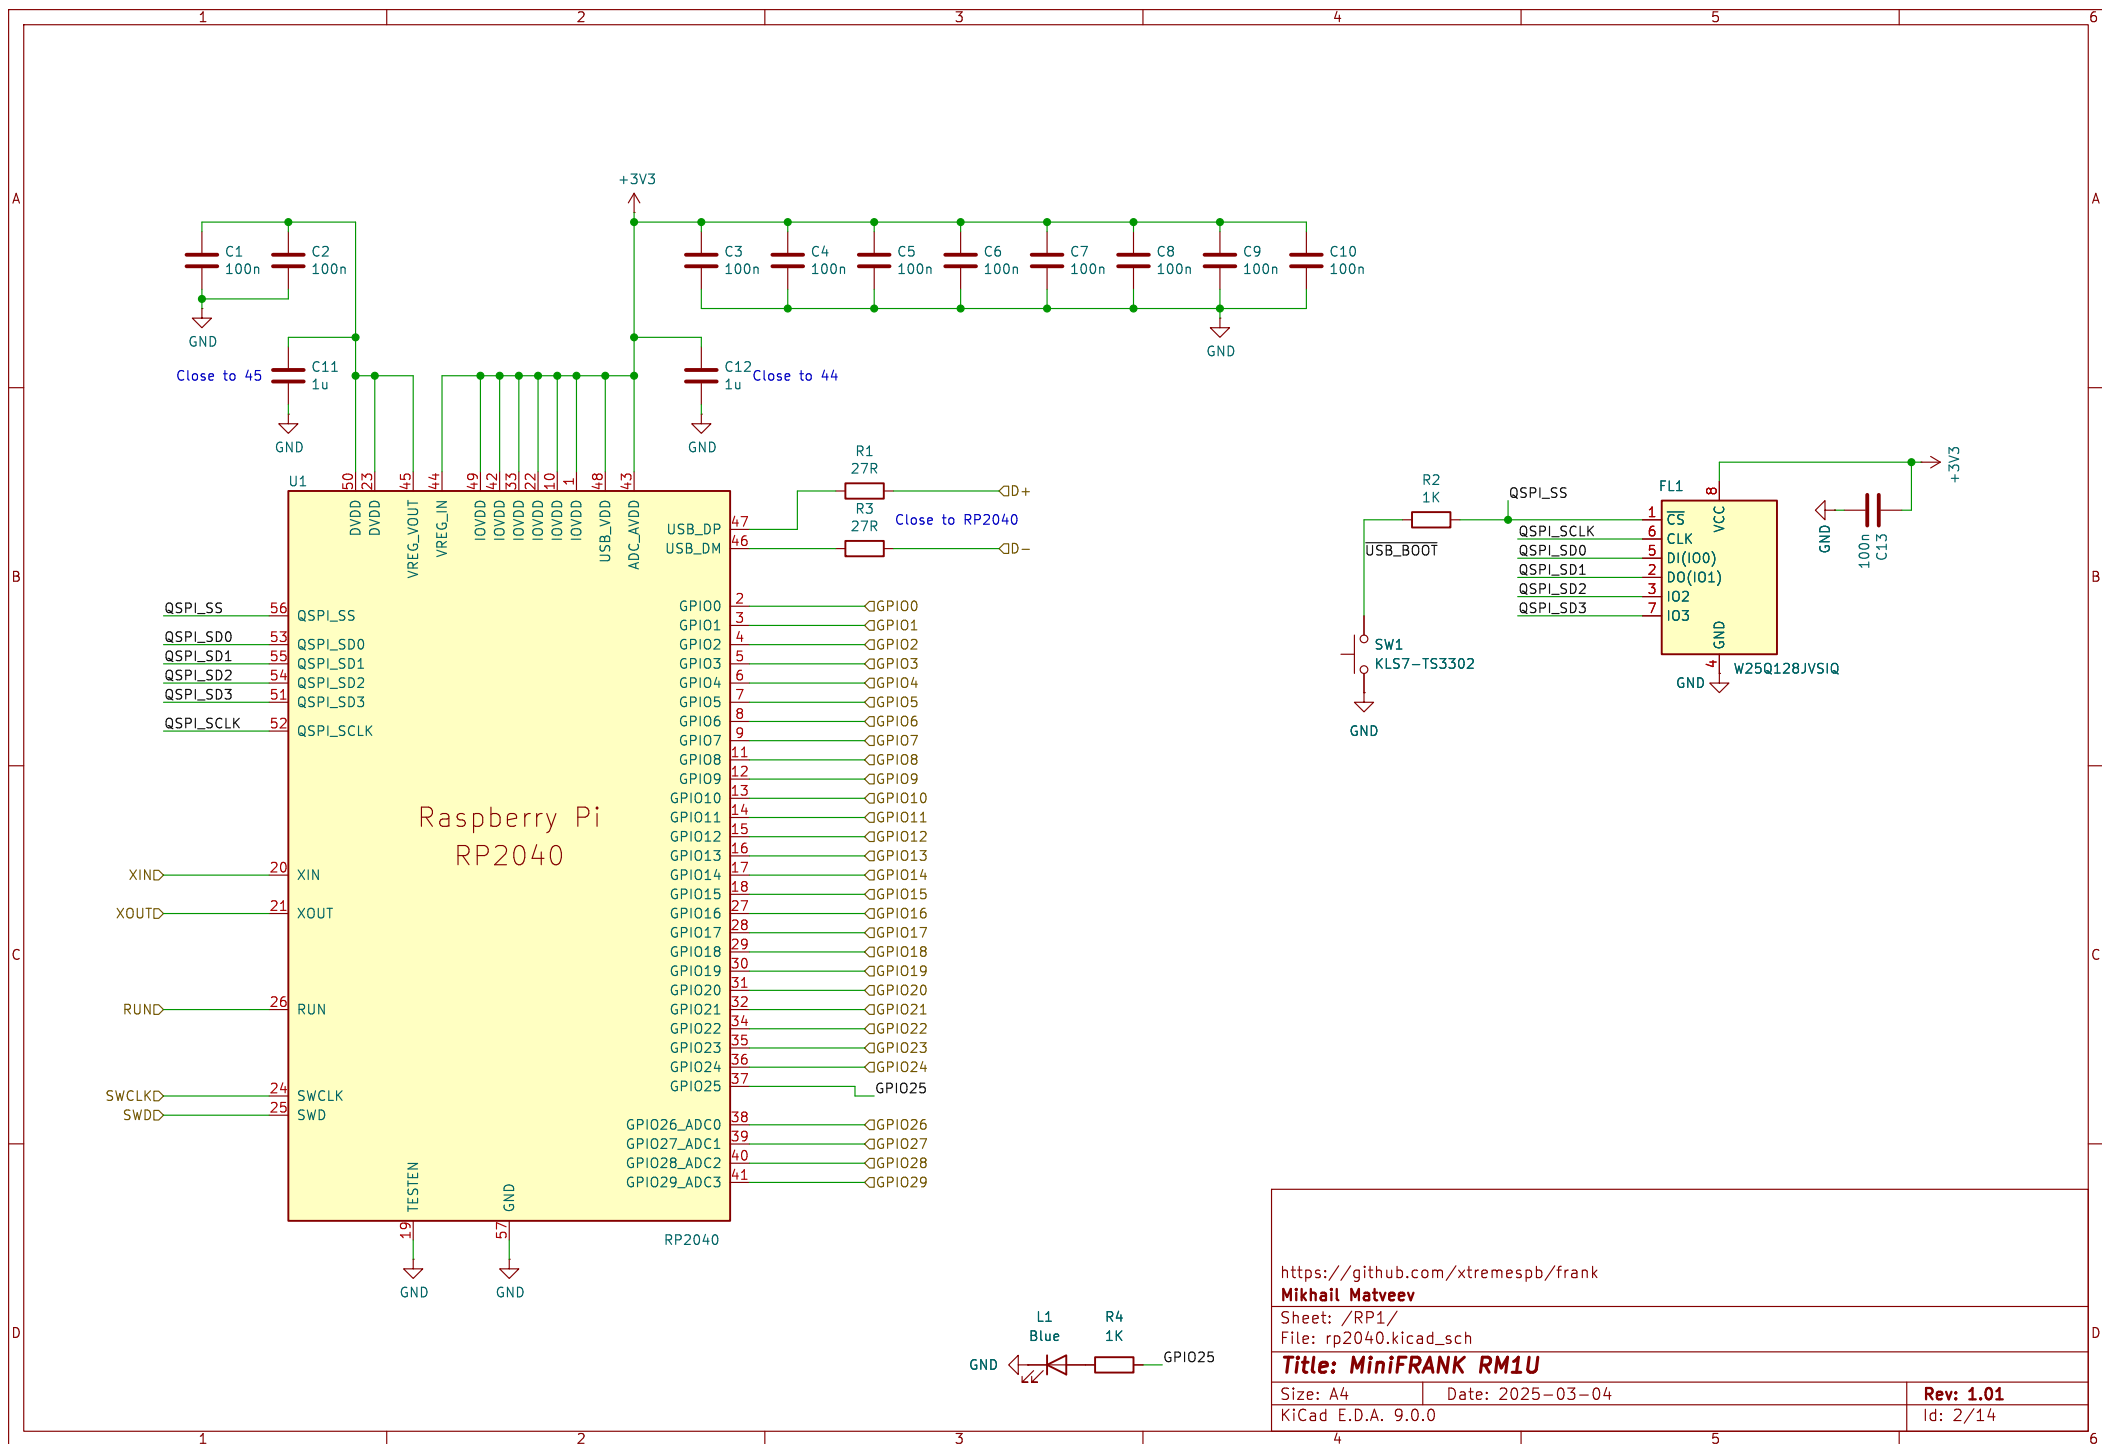 1 2 3 4 5 6
A A
B B
C C
D D
+3V3
C1
100n
C2
100n
C3
100n
C4
100n
C5
100n
C6
100n
C7
100n
C8
100n
C9
100n
C10
100n
GND
GND
Close to 45
C11
1u
GND
C12
1u
Close to 44
GND
U1
50
23
45
44
49
42
33
22
10
1
48
43
DVDD
DVDD
VREG_VOUT
VREG_IN
IOVDD
IOVDD
IOVDD
IOVDD
IOVDD
IOVDD
USB_VDD
ADC_AVDD
R1
27R
D+
R3
27R
Close to RP2040
D-
USB_DP 47
USB_DM 46
QSPI_SS 56 QSPI_SS
QSPI_SD0 53 QSPI_SD0
QSPI_SD1 55 QSPI_SD1
QSPI_SD2 54 QSPI_SD2
QSPI_SD3 51 QSPI_SD3
QSPI_SCLK 52 QSPI_SCLK
XIN 20 XIN
XOUT 21 XOUT
RUN 26 RUN
SWCLK 24 SWCLK
SWD 25 SWD
Raspberry Pi
RP2040
GPIO0 2 GPIO0
GPIO1 3 GPIO1
GPIO2 4 GPIO2
GPIO3 5 GPIO3
GPIO4 6 GPIO4
GPIO5 7 GPIO5
GPIO6 8 GPIO6
GPIO7 9 GPIO7
GPIO8 11 GPIO8
GPIO9 12 GPIO9
GPIO10 13 GPIO10
GPIO11 14 GPIO11
GPIO12 15 GPIO12
GPIO13 16 GPIO13
GPIO14 17 GPIO14
GPIO15 18 GPIO15
GPIO16 27 GPIO16
GPIO17 28 GPIO17
GPIO18 29 GPIO18
GPIO19 30 GPIO19
GPIO20 31 GPIO20
GPIO21 32 GPIO21
GPIO22 34 GPIO22
GPIO23 35 GPIO23
GPIO24 36 GPIO24
GPIO25 37 GPIO25
GPIO26_ADC0 38 GPIO26
GPIO27_ADC1 39 GPIO27
GPIO28_ADC2 40 GPIO28
GPIO29_ADC3 41 GPIO29
TESTEN
GND
19
57
RP2040
GND
GND
R2
1K
QSPI_SS
USB_BOOT
SW1
KLS7-TS3302
GND
FL1
8
VCC
1 CS
QSPI_SCLK 6 CLK
QSPI_SD0 5 DI(IO0)
QSPI_SD1 2 DO(IO1)
QSPI_SD2 3 IO2
QSPI_SD3 7 IO3
GND
4
GND
W25Q128JVSIQ
+3V3
GND
100n
C13
L1
Blue
R4
1K
GND
GPIO25
https://github.com/xtremespb/frank
Mikhail Matveev
Sheet: /RP1/
File: rp2040.kicad_sch
Title: MiniFRANK RM1U
Size: A4
Date: 2025-03-04
Rev: 1.01
KiCad E.D.A. 9.0.0
Id: 2/14
1 2 3 4 5 6